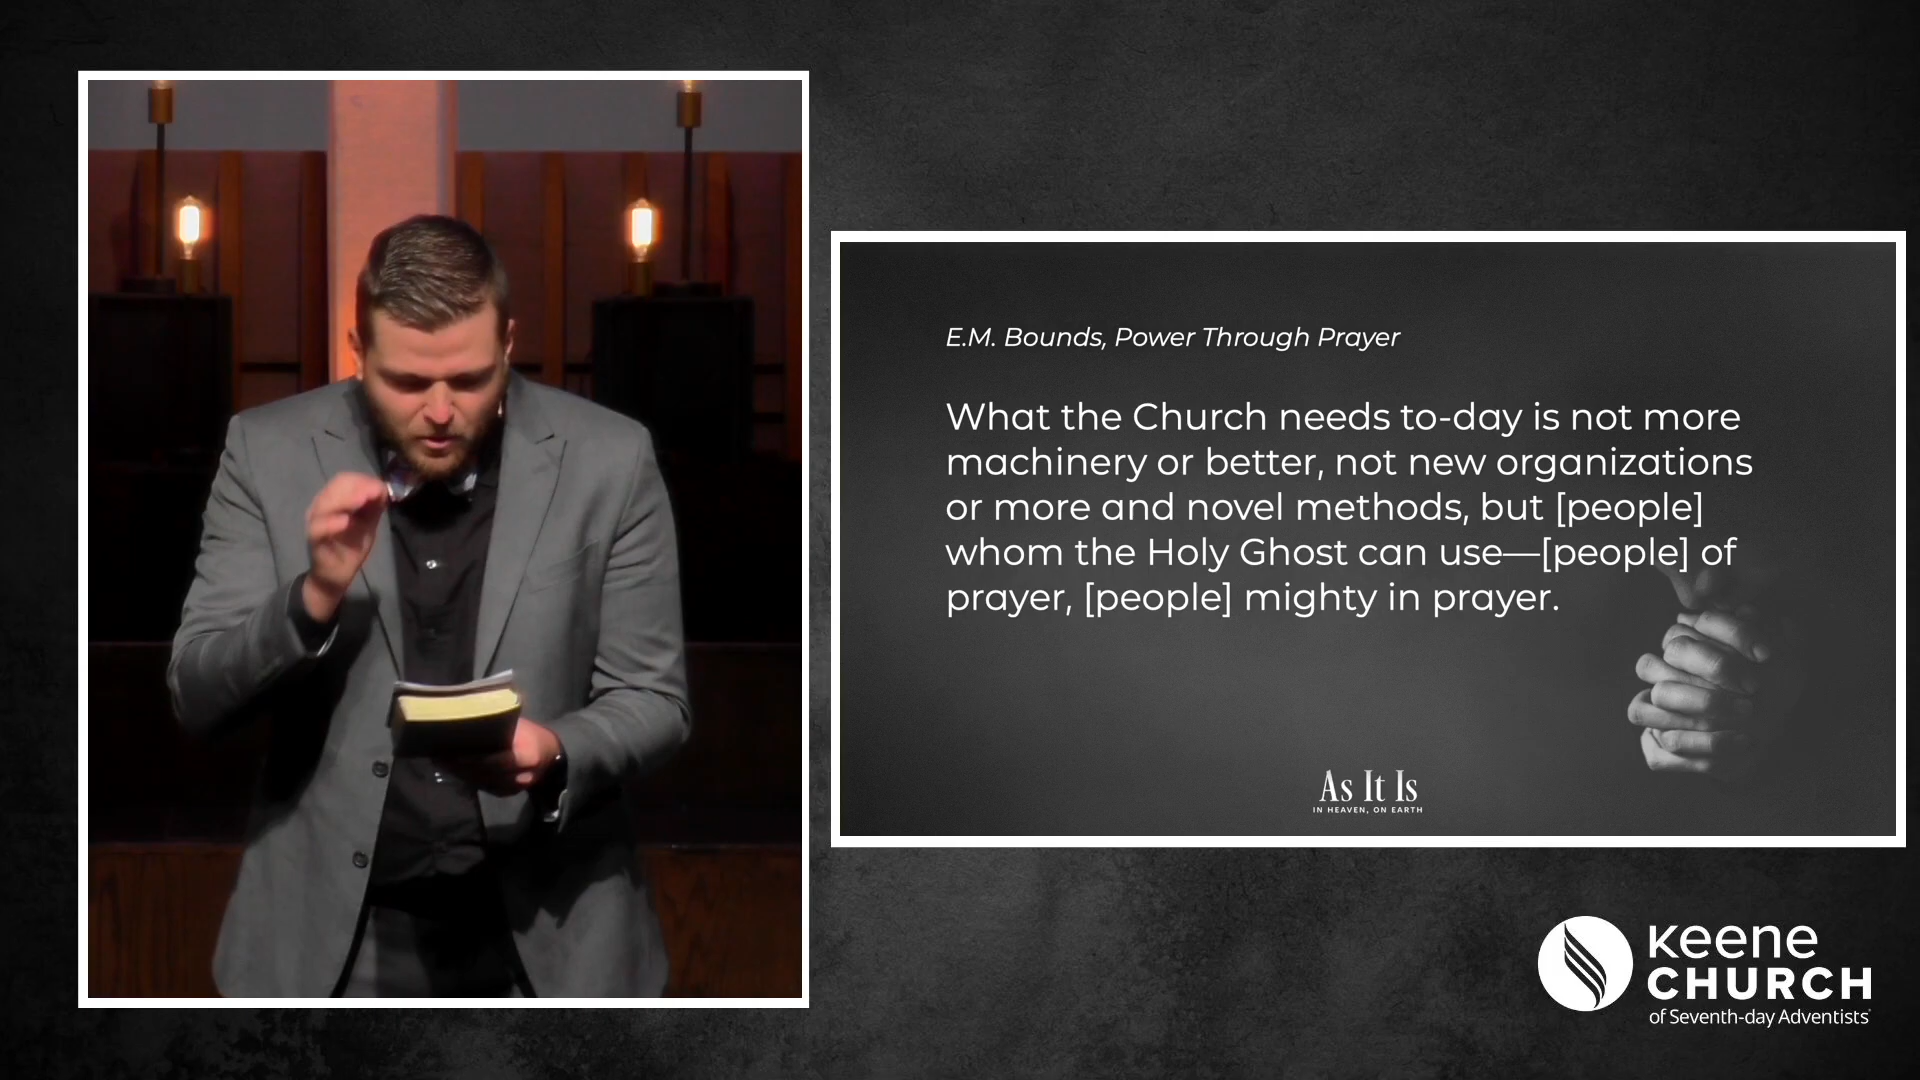 E.M. Bounds, Power Through Prayer
What the Church needs to-day is not more
machinery or better, not new organizations
or more and novel methods, but [people]
whom the Holy Ghost can use—[people] of
prayer, [people] mighty in prayer.
As It Is
IN HEAVEN, ON EARTH
Keene
CHURCH
of Seventh-day Adventists